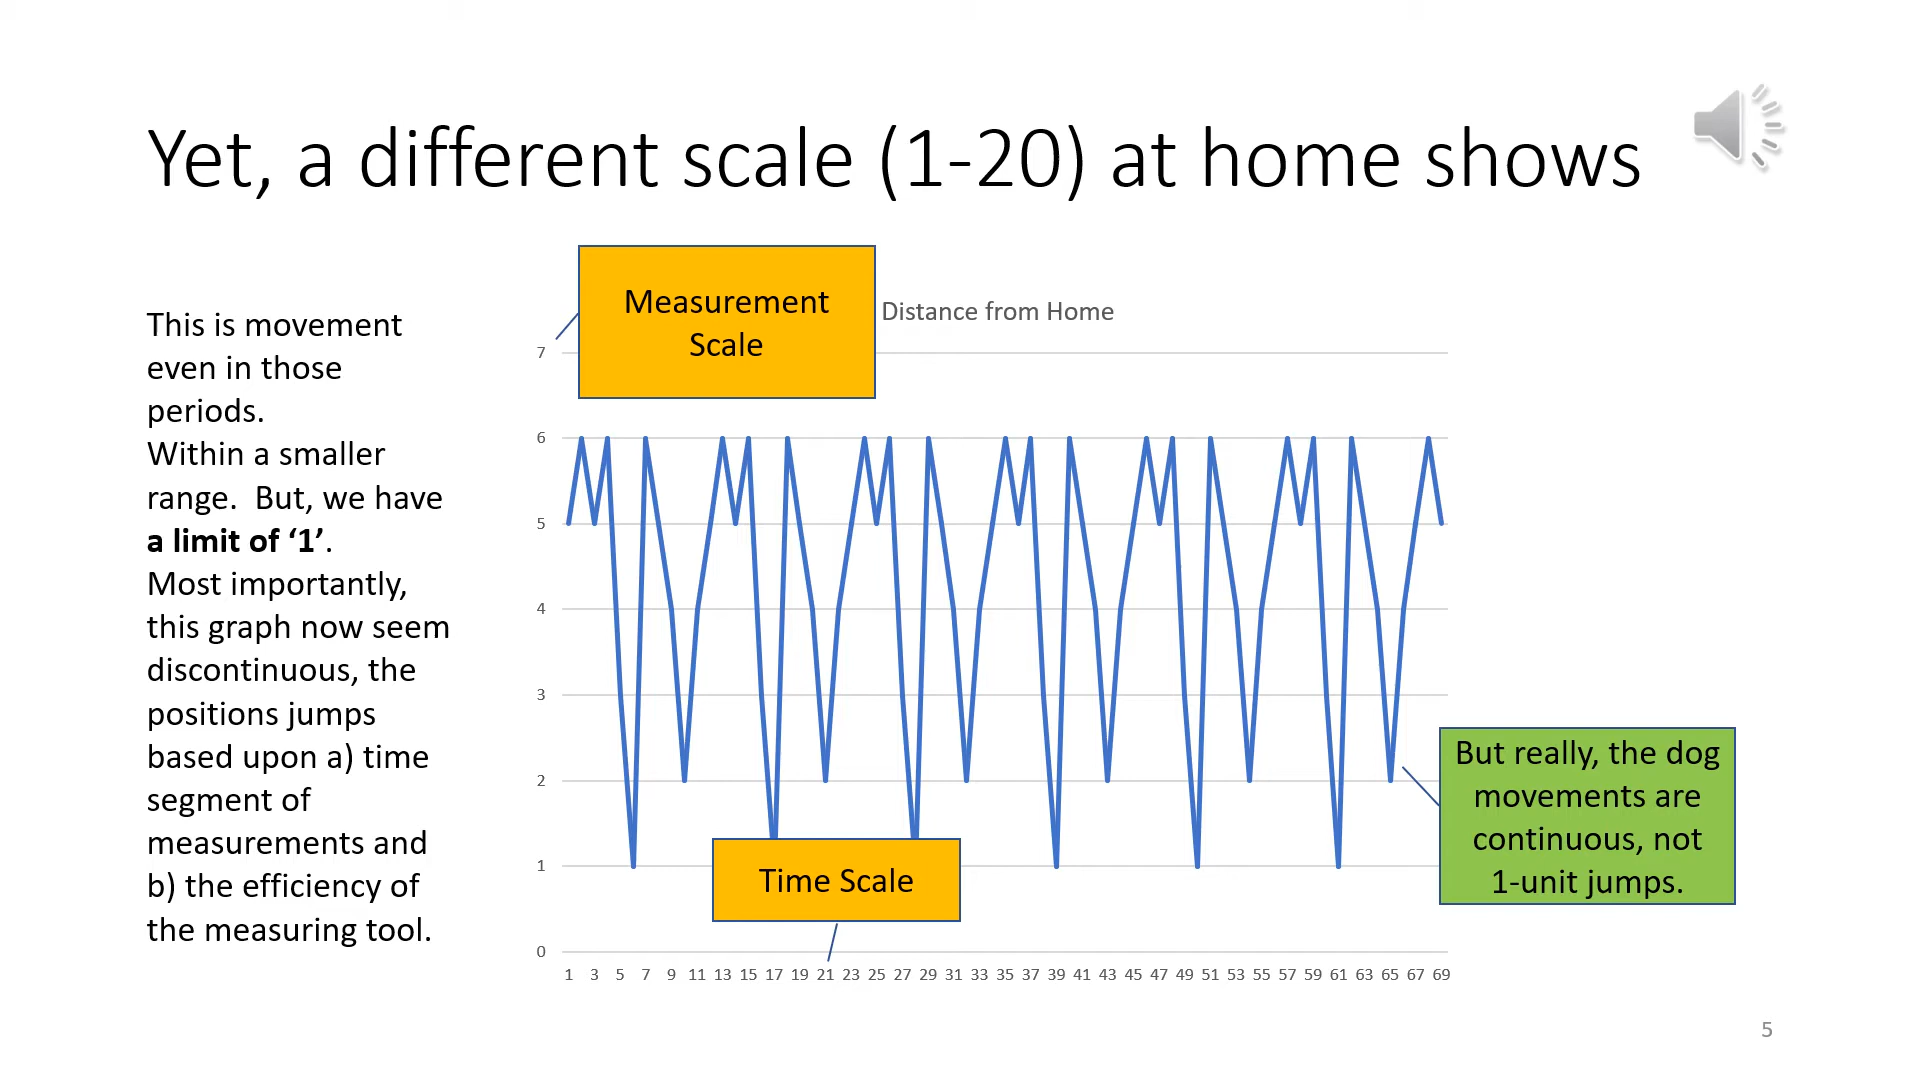 Yet, a different scale (1-20) at home shows
This is movement
even in those
periods.
Within a smaller
range.  But, we have
a limit of ‘1’.
Most importantly,
this graph now seem
discontinuous, the
positions jumps
based upon a) time
segment of
measurements and
b) the efficiency of
the measuring tool.
Measurement
Scale
Distance from Home
7
6
5
4
3
2
1
0
Time Scale
1 3 5 7 9 11 13 15 17 19 21 23 25 27 29 31 33 35 37 39 41 43 45 47 49 51 53 55 57 59 61 63 65 67 69
But really, the dog
movements are
continuous, not
1-unit jumps.
5